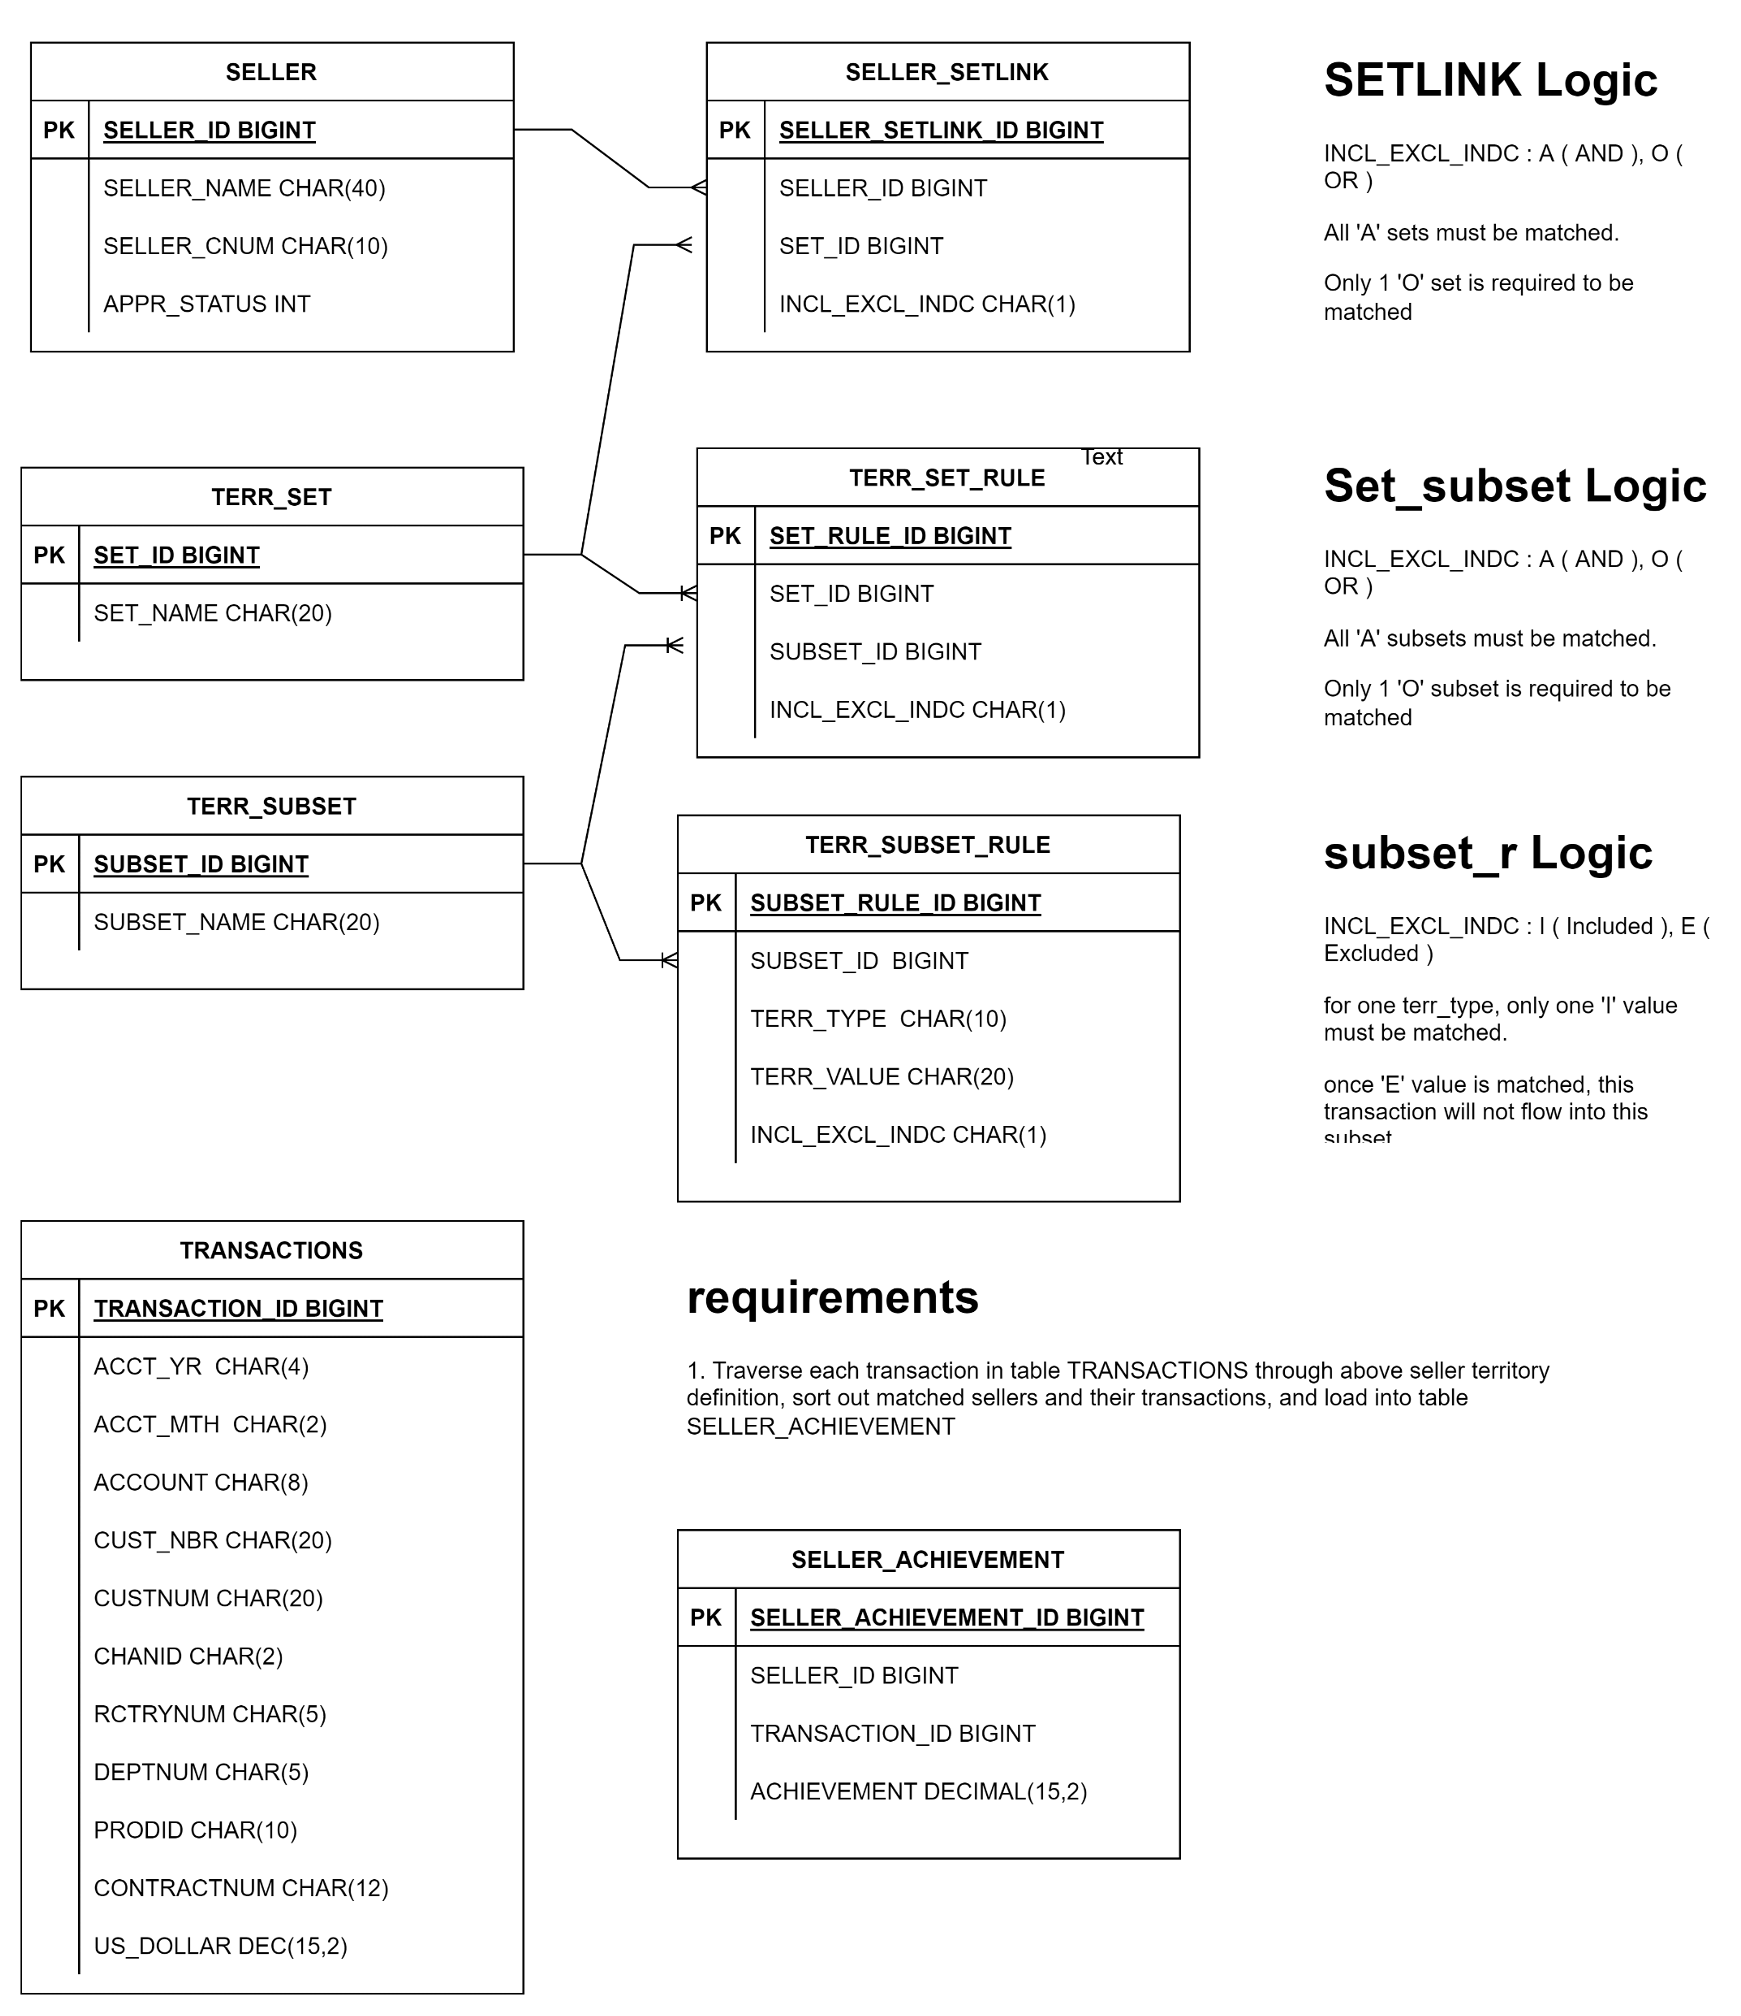 SELLER
PK SELLER_ID BIGINT
SELLER_NAME CHAR(40)
SELLER_CNUM CHAR(10)
APPR_STATUS INT
SELLER_SETLINK
PK SELLER_SETLINK_ID BIGINT
SELLER_ID BIGINT
SET_ID BIGINT
INCL_EXCL_INDC CHAR(1)
SETLINK Logic
INCL_EXCL_INDC : A ( AND ), O (
OR )
All 'A' sets must be matched.
Only 1 'O' set is required to be
matched
TERR_SET
PK SET_ID BIGINT
SET_NAME CHAR(20)
Text
TERR_SET_RULE
PK SET_RULE_ID BIGINT
SET_ID BIGINT
SUBSET_ID BIGINT
INCL_EXCL_INDC CHAR(1)
Set_subset Logic
INCL_EXCL_INDC : A ( AND ), O (
OR )
All 'A' subsets must be matched.
Only 1 'O' subset is required to be
matched
TERR_SUBSET
PK SUBSET_ID BIGINT
SUBSET_NAME CHAR(20)
TERR_SUBSET_RULE
PK SUBSET_RULE_ID BIGINT
SUBSET_ID BIGINT
TERR_TYPE CHAR(10)
TERR_VALUE CHAR(20)
INCL_EXCL_INDC CHAR(1)
subset_r Logic
INCL_EXCL_INDC : I ( Included ), E (
Excluded )
for one terr_type, only one 'I' value
must be matched.
once 'E' value is matched, this
transaction will not flow into this
subset
TRANSACTIONS
PK TRANSACTION_ID BIGINT
ACCT_YR CHAR(4)
ACCT_MTH CHAR(2)
ACCOUNT CHAR(8)
CUST_NBR CHAR(20)
CUSTNUM CHAR(20)
CHANID CHAR(2)
RCTRYNUM CHAR(5)
DEPTNUM CHAR(5)
PRODID CHAR(10)
CONTRACTNUM CHAR(12)
US_DOLLAR DEC(15,2)
requirements
1. Traverse each transaction in table TRANSACTIONS through above seller territory
definition, sort out matched sellers and their transactions, and load into table
SELLER_ACHIEVEMENT
SELLER_ACHIEVEMENT
PK SELLER_ACHIEVEMENT_ID BIGINT
SELLER_ID BIGINT
TRANSACTION_ID BIGINT
ACHIEVEMENT DECIMAL(15,2)